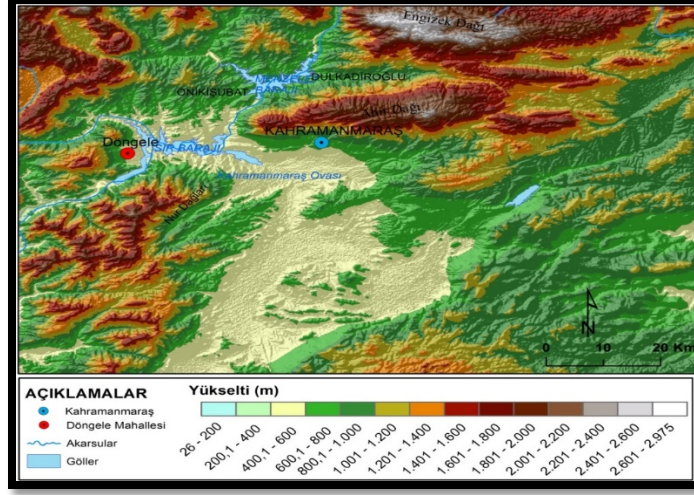 Engizek Dağı
MENZELET
BARAJI
DULKADİROĞLU
ONİKİŞUBAT
Ahır Dağı
KAHRAMANMARAŞ
Döngele
SIR BARAJI
Kahramanmaraş Ovası
Nur Dağları
N
0 10 20 Km
AÇIKLAMALAR
Kahramanmaraş
Döngele Mahallesi
Akarsular
Göller
Yükselti (m)
26 - 200
200,1 - 400
400,1 - 600
600,1 - 800
800,1 - 1.000
1.001 - 1.200
1.201 - 1.400
1.401 - 1.600
1.601 - 1.800
1.801 - 2.000
2.001 - 2.200
2.201 - 2.400
2.401 - 2.600
2.601 - 2.975